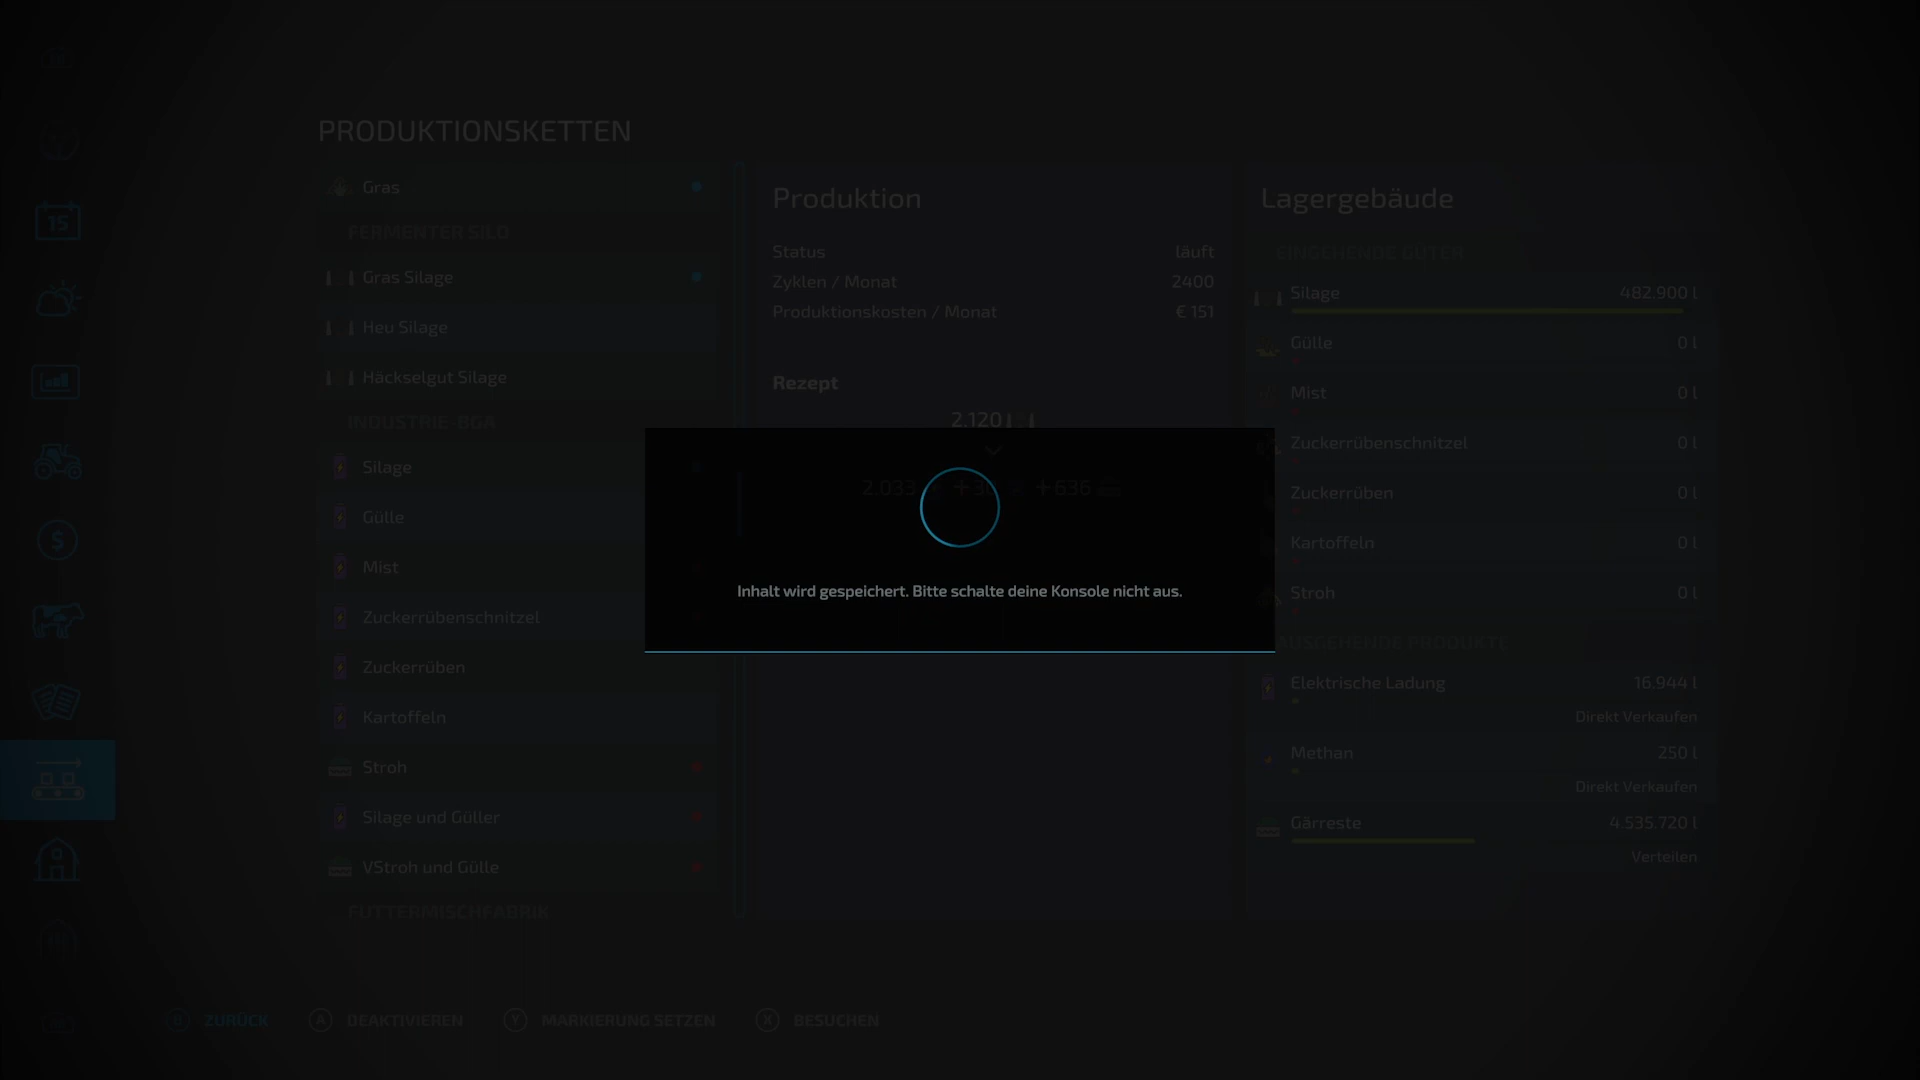 PRODUKTIONSKETTEN
15
$
Gras
FERMENTER SILO
Gras Silage
Heu Silage
Häckselgut Silage
INDUSTRIE-BGA
Silage
Gülle
Mist
Zuckerrübenschnitzel
Zuckerrüben
Kartoffeln
Stroh
Silage und Güller
VStroh und Gülle
FUTTERMISCHFABRIK
Produktion
Status läuft
Zyklen / Monat 2400
Produktionskosten / Monat € 151
Rezept
2.120
2.033 + + 636
Inhalt wird gespeichert. Bitte schalte deine Konsole nicht aus.
Lagergebäude
EINGEHENDE GÜTER
Silage 482.900 l
Gülle 0 l
Mist 0 l
Zuckerrübenschnitzel 0 l
Zuckerrüben 0 l
Kartoffeln 0 l
Stroh 0 l
AUSGEHENDE PRODUKTE
Elektrische Ladung 16.944 l
Direkt Verkaufen
Methan 250 l
Direkt Verkaufen
Gärreste 4.535.720 l
Verteilen
B ZURÜCK A DEAKTIVIEREN Y MARKIERUNG SETZEN X BESUCHEN